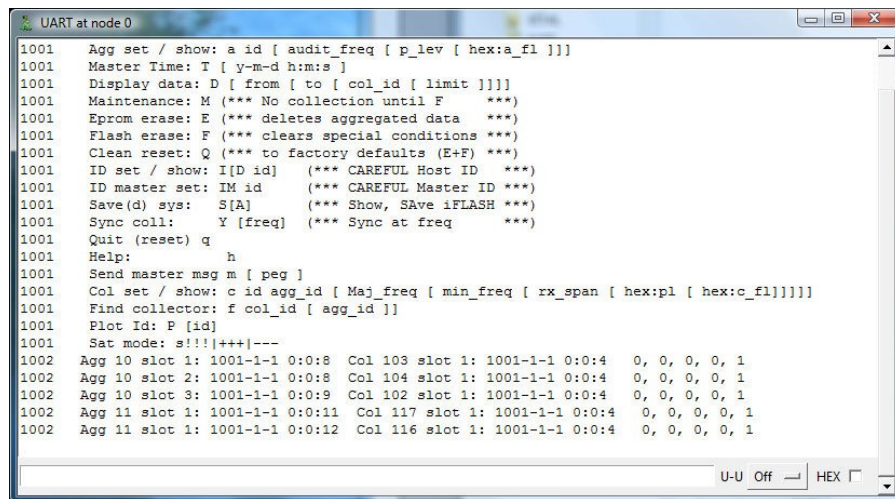 UART at node 0
1001 Agg set / show: a id [ audit_freq [ p_lev [ hex:a_fl ]]]
1001 Master Time: T [ y-m-d h:m:s ]
1001 Display data: D [ from [ to [ col_id [ limit ]]]]
1001 Maintenance: M (*** No collection until F ***)
1001 Eprom erase: E (*** deletes aggregated data ***)
1001 Flash erase: F (*** clears special conditions ***)
1001 Clean reset: Q (*** to factory defaults (E+F) ***)
1001 ID set / show: I[D id] (*** CAREFUL Host ID ***)
1001 ID master set: IM id (*** CAREFUL Master ID ***)
1001 Save(d) sys: S[A] (*** Show, SAve iFLASH ***)
1001 Sync coll: Y [freq] (*** Sync at freq ***)
1001 Quit (reset) q
1001 Help: h
1001 Send master msg m [ peg ]
1001 Col set / show: c id agg_id [ Maj_freq [ min_freq [ rx_span [ hex:pl [ hex:c_fl]]]]]
1001 Find collector: f col_id [ agg_id ]]
1001 Plot Id: P [id]
1001 Sat mode: s!!!|+++|---
1002 Agg 10 slot 1: 1001-1-1 0:0:8 Col 103 slot 1: 1001-1-1 0:0:4 0, 0, 0, 0, 1
1002 Agg 10 slot 2: 1001-1-1 0:0:8 Col 104 slot 1: 1001-1-1 0:0:4 0, 0, 0, 0, 1
1002 Agg 10 slot 3: 1001-1-1 0:0:9 Col 102 slot 1: 1001-1-1 0:0:4 0, 0, 0, 0, 1
1002 Agg 11 slot 1: 1001-1-1 0:0:11 Col 117 slot 1: 1001-1-1 0:0:4 0, 0, 0, 0, 1
1002 Agg 11 slot 1: 1001-1-1 0:0:12 Col 116 slot 1: 1001-1-1 0:0:4 0, 0, 0, 0, 1
U-U Off HEX